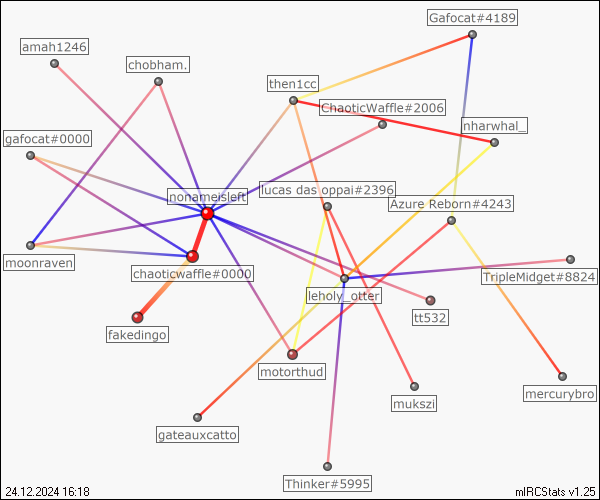 Gafocat#4189
amah1246
chobham.
then1cc
ChaoticWaffle#2006
nharwhal_
gafocat#0000
nonameisleft
lucas das oppai#2396
Azure Reborn#4243
moonraven
chaoticwaffle#0000
TripleMidget#8824
leholy_otter
tt532
fakedingo
motorthud
mercurybro
mukszi
gateauxcatto
Thinker#5995
24.12.2024 16:18
mIRCStats v1.25